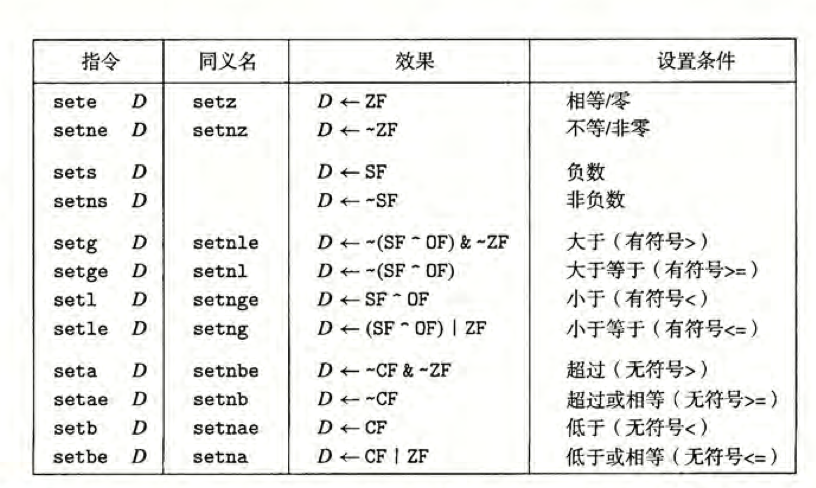 指令 同义名 效果 设置条件
sete D setz D ← ZF 相等/零
setne D setnz D ← ~ZF 不等/非零
sets D D ← SF 负数
setns D D ← ~SF 非负数
setg D setnle D ← ~(SF ^ OF) & ~ZF 大于（有符号>）
setge D setnl D ← ~(SF ^ OF) 大于等于（有符号>=）
setl D setnge D ← SF ^ OF 小于（有符号<）
setle D setng D ← (SF ^ OF) | ZF 小于等于（有符号<=）
seta D setnbe D ← ~CF & ~ZF 超过（无符号>）
setae D setnb D ← ~CF 超过或相等（无符号>=）
setb D setnae D ← CF 低于（无符号<）
setbe D setna D ← CF | ZF 低于或相等（无符号<=）